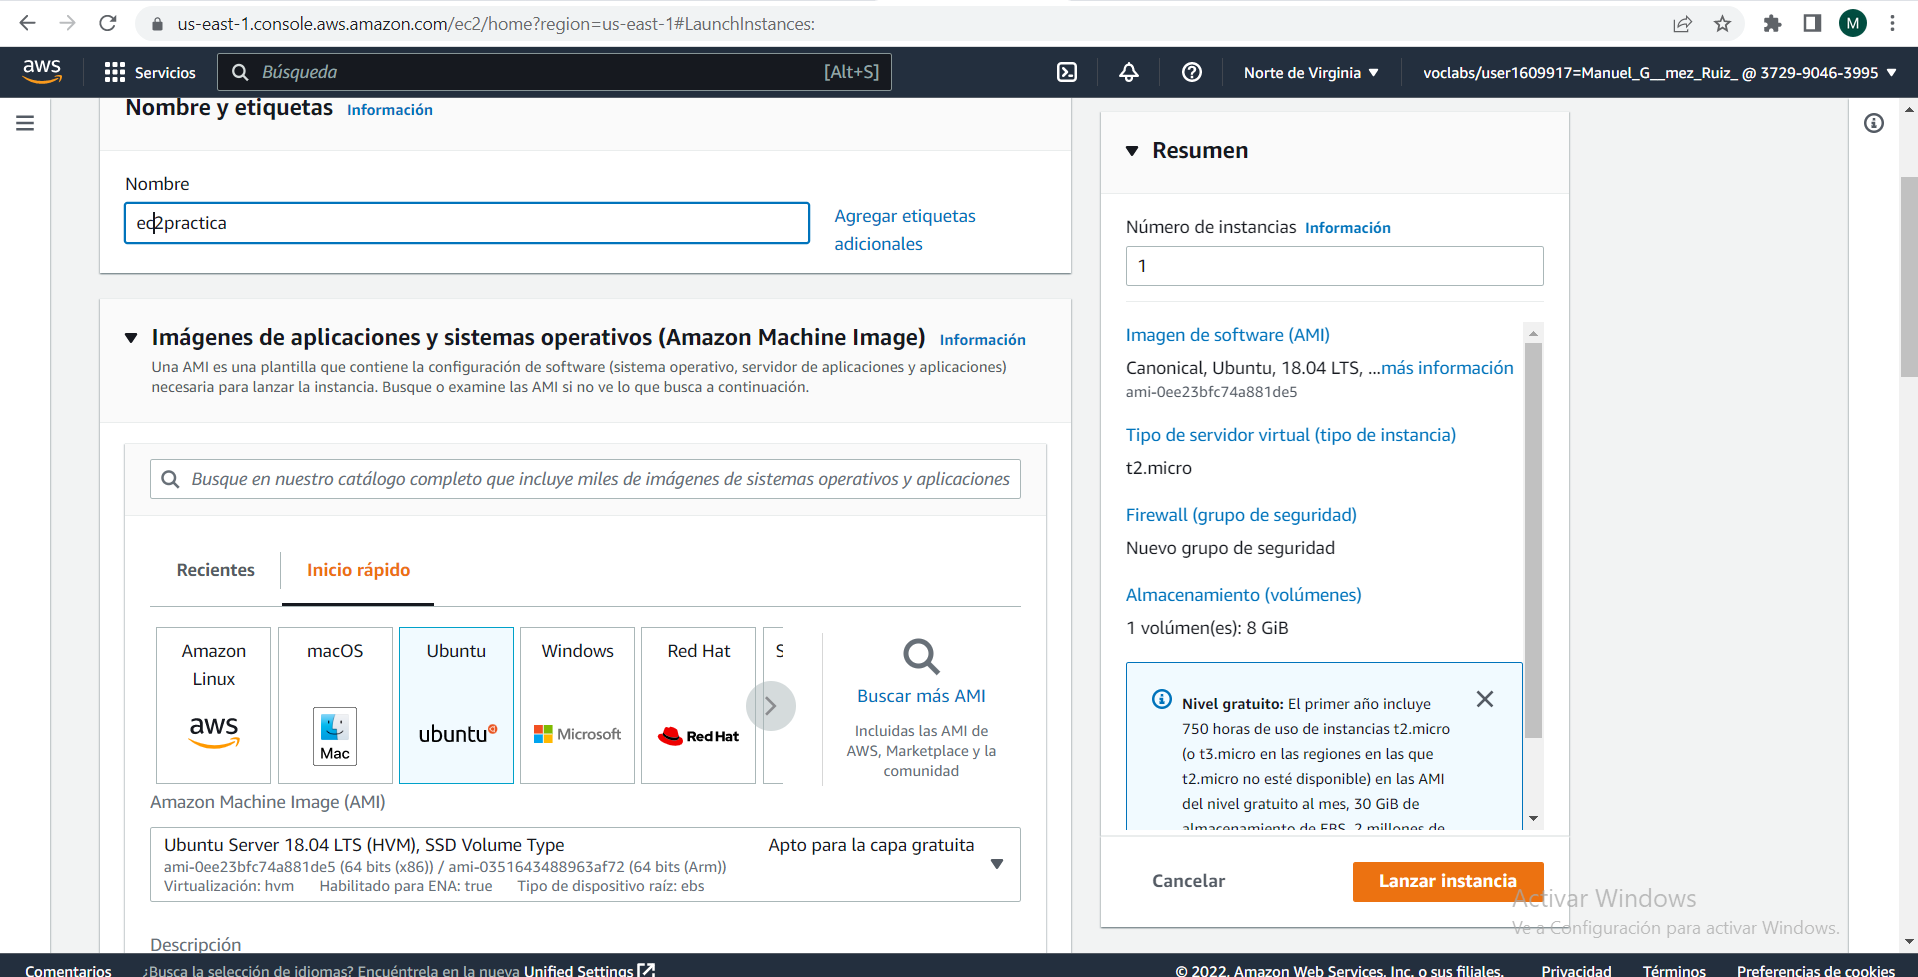 us-east-1.console.aws.amazon.com/ec2/home?region=us-east-1#LaunchInstances:
M
aws
Servicios
Búsqueda
[Alt+S]
Norte de Virginia
voclabs/user1609917=Manuel_G__mez_Ruiz_ @ 3729-9046-3995
Nombre y etiquetas Información
Nombre
ec2practica
Agregar etiquetas
adicionales
Imágenes de aplicaciones y sistemas operativos (Amazon Machine Image) Información
Una AMI es una plantilla que contiene la configuración de software (sistema operativo, servidor de aplicaciones y aplicaciones)
necesaria para lanzar la instancia. Busque o examine las AMI si no ve lo que busca a continuación.
Busque en nuestro catálogo completo que incluye miles de imágenes de sistemas operativos y aplicaciones
Recientes
Inicio rápido
Amazon
Linux
aws
macOS
Mac
Ubuntu
ubuntu
Windows
Microsoft
Red Hat
Red Hat
S
Buscar más AMI
Incluidas las AMI de
AWS, Marketplace y la
comunidad
Amazon Machine Image (AMI)
Ubuntu Server 18.04 LTS (HVM), SSD Volume Type
Apto para la capa gratuita
ami-0ee23bfc74a881de5 (64 bits (x86)) / ami-0351643488963af72 (64 bits (Arm))
Virtualización: hvm Habilitado para ENA: true Tipo de dispositivo raíz: ebs
Descripción
Resumen
Número de instancias Información
1
Imagen de software (AMI)
Canonical, Ubuntu, 18.04 LTS, ...más información
ami-0ee23bfc74a881de5
Tipo de servidor virtual (tipo de instancia)
t2.micro
Firewall (grupo de seguridad)
Nuevo grupo de seguridad
Almacenamiento (volúmenes)
1 volúmen(es): 8 GiB
Nivel gratuito: El primer año incluye
750 horas de uso de instancias t2.micro
(o t3.micro en las regiones en las que
t2.micro no esté disponible) en las AMI
del nivel gratuito al mes, 30 GiB de
almacenamiento de EBS, 2 millones de
Cancelar
Lanzar instancia
Activar Windows
Ve a Configuración para activar Windows.
Comentarios
¿Busca la selección de idiomas? Encuéntrela en la nueva Unified Settings
© 2022, Amazon Web Services, Inc. o sus filiales.
Privacidad
Términos
Preferencias de cookies